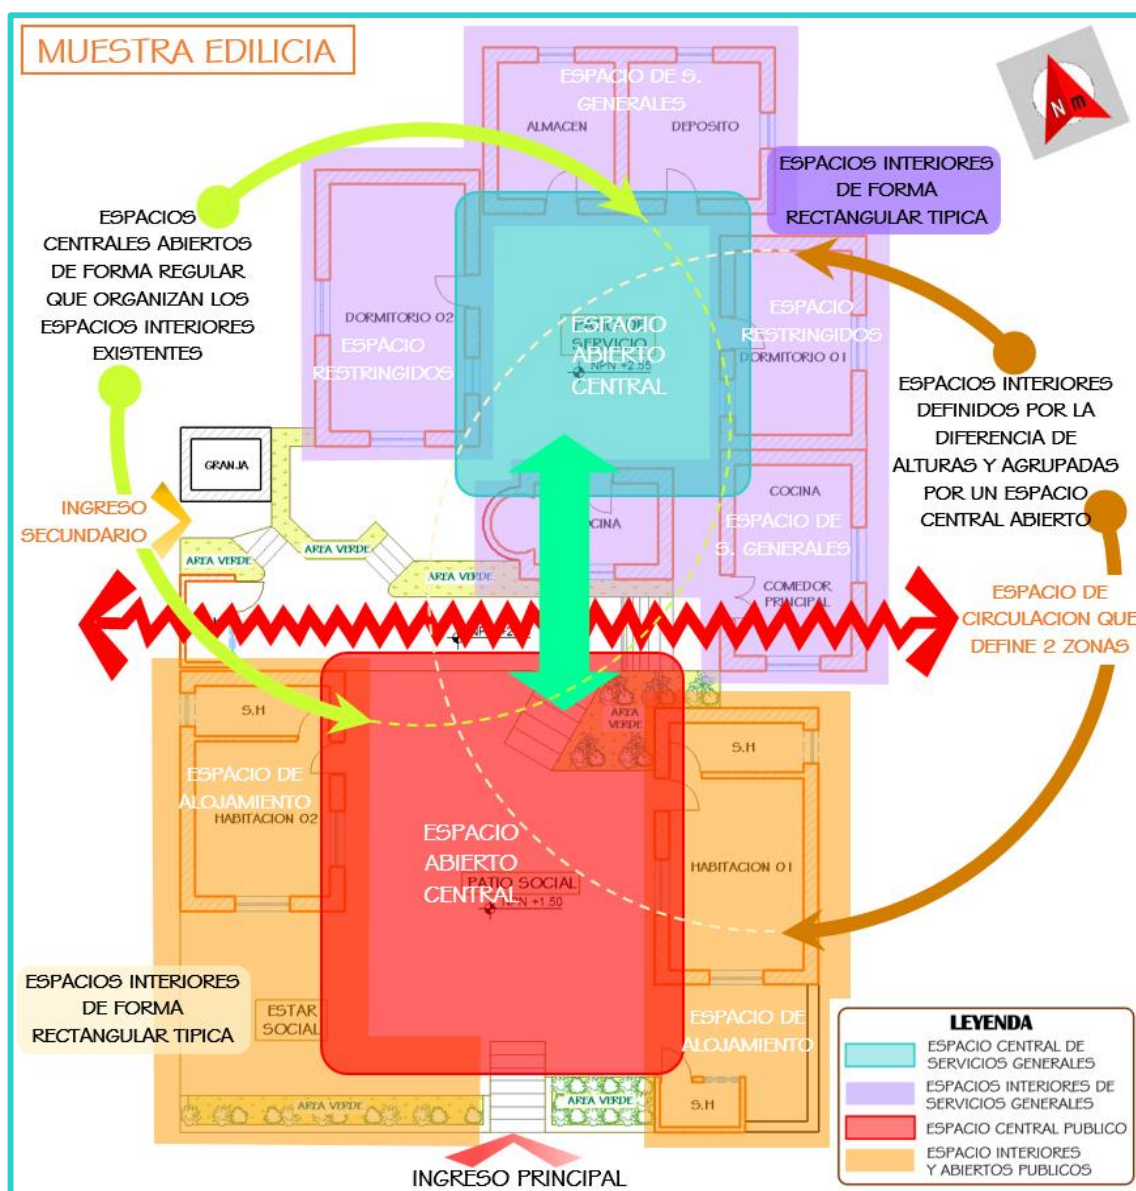 MUESTRA EDILICIA
ESPACIO DE S.
GENERALES
ALMACEN
DEPOSITO
N m
ESPACIOS INTERIORES
DE FORMA
RECTANGULAR TIPICA
ESPACIOS
CENTRALES ABIERTOS
DE FORMA REGULAR
QUE ORGANIZAN LOS
ESPACIOS INTERIORES
EXISTENTES
DORMITORIO 02
ESPACIO
RESTRINGIDOS
ESPACIO
ABIERTO
CENTRAL
SERVICIO
NPN +2.55
ESPACIO
RESTRINGIDOS
DORMITORIO 01
ESPACIOS INTERIORES
DEFINIDOS POR LA
DIFERENCIA DE
ALTURAS Y AGRUPADAS
POR UN ESPACIO
CENTRAL ABIERTO
GRANJA
INGRESO
SECUNDARIO
COCINA
ESPACIO DE
S. GENERALES
COMEDOR
PRINCIPAL
AREA VERDE
AREA VERDE
AREA VERDE
ESPACIO DE
CIRCULACION QUE
DEFINE 2 ZONAS
S.H
ESPACIO DE
ALOJAMIENTO
HABITACION 02
AREA
VERDE
S.H
HABITACION 01
ESPACIO
ABIERTO
CENTRAL
PATIO SOCIAL
NPN +1.50
ESPACIOS INTERIORES
DE FORMA
RECTANGULAR TIPICA
ESTAR
SOCIAL
ESPACIO DE
ALOJAMIENTO
S.H
AREA VERDE
AREA VERDE
INGRESO PRINCIPAL
LEYENDA
ESPACIO CENTRAL DE
SERVICIOS GENERALES
ESPACIOS INTERIORES DE
SERVICIOS GENERALES
ESPACIO CENTRAL PUBLICO
ESPACIO INTERIORES
Y ABIERTOS PUBLICOS